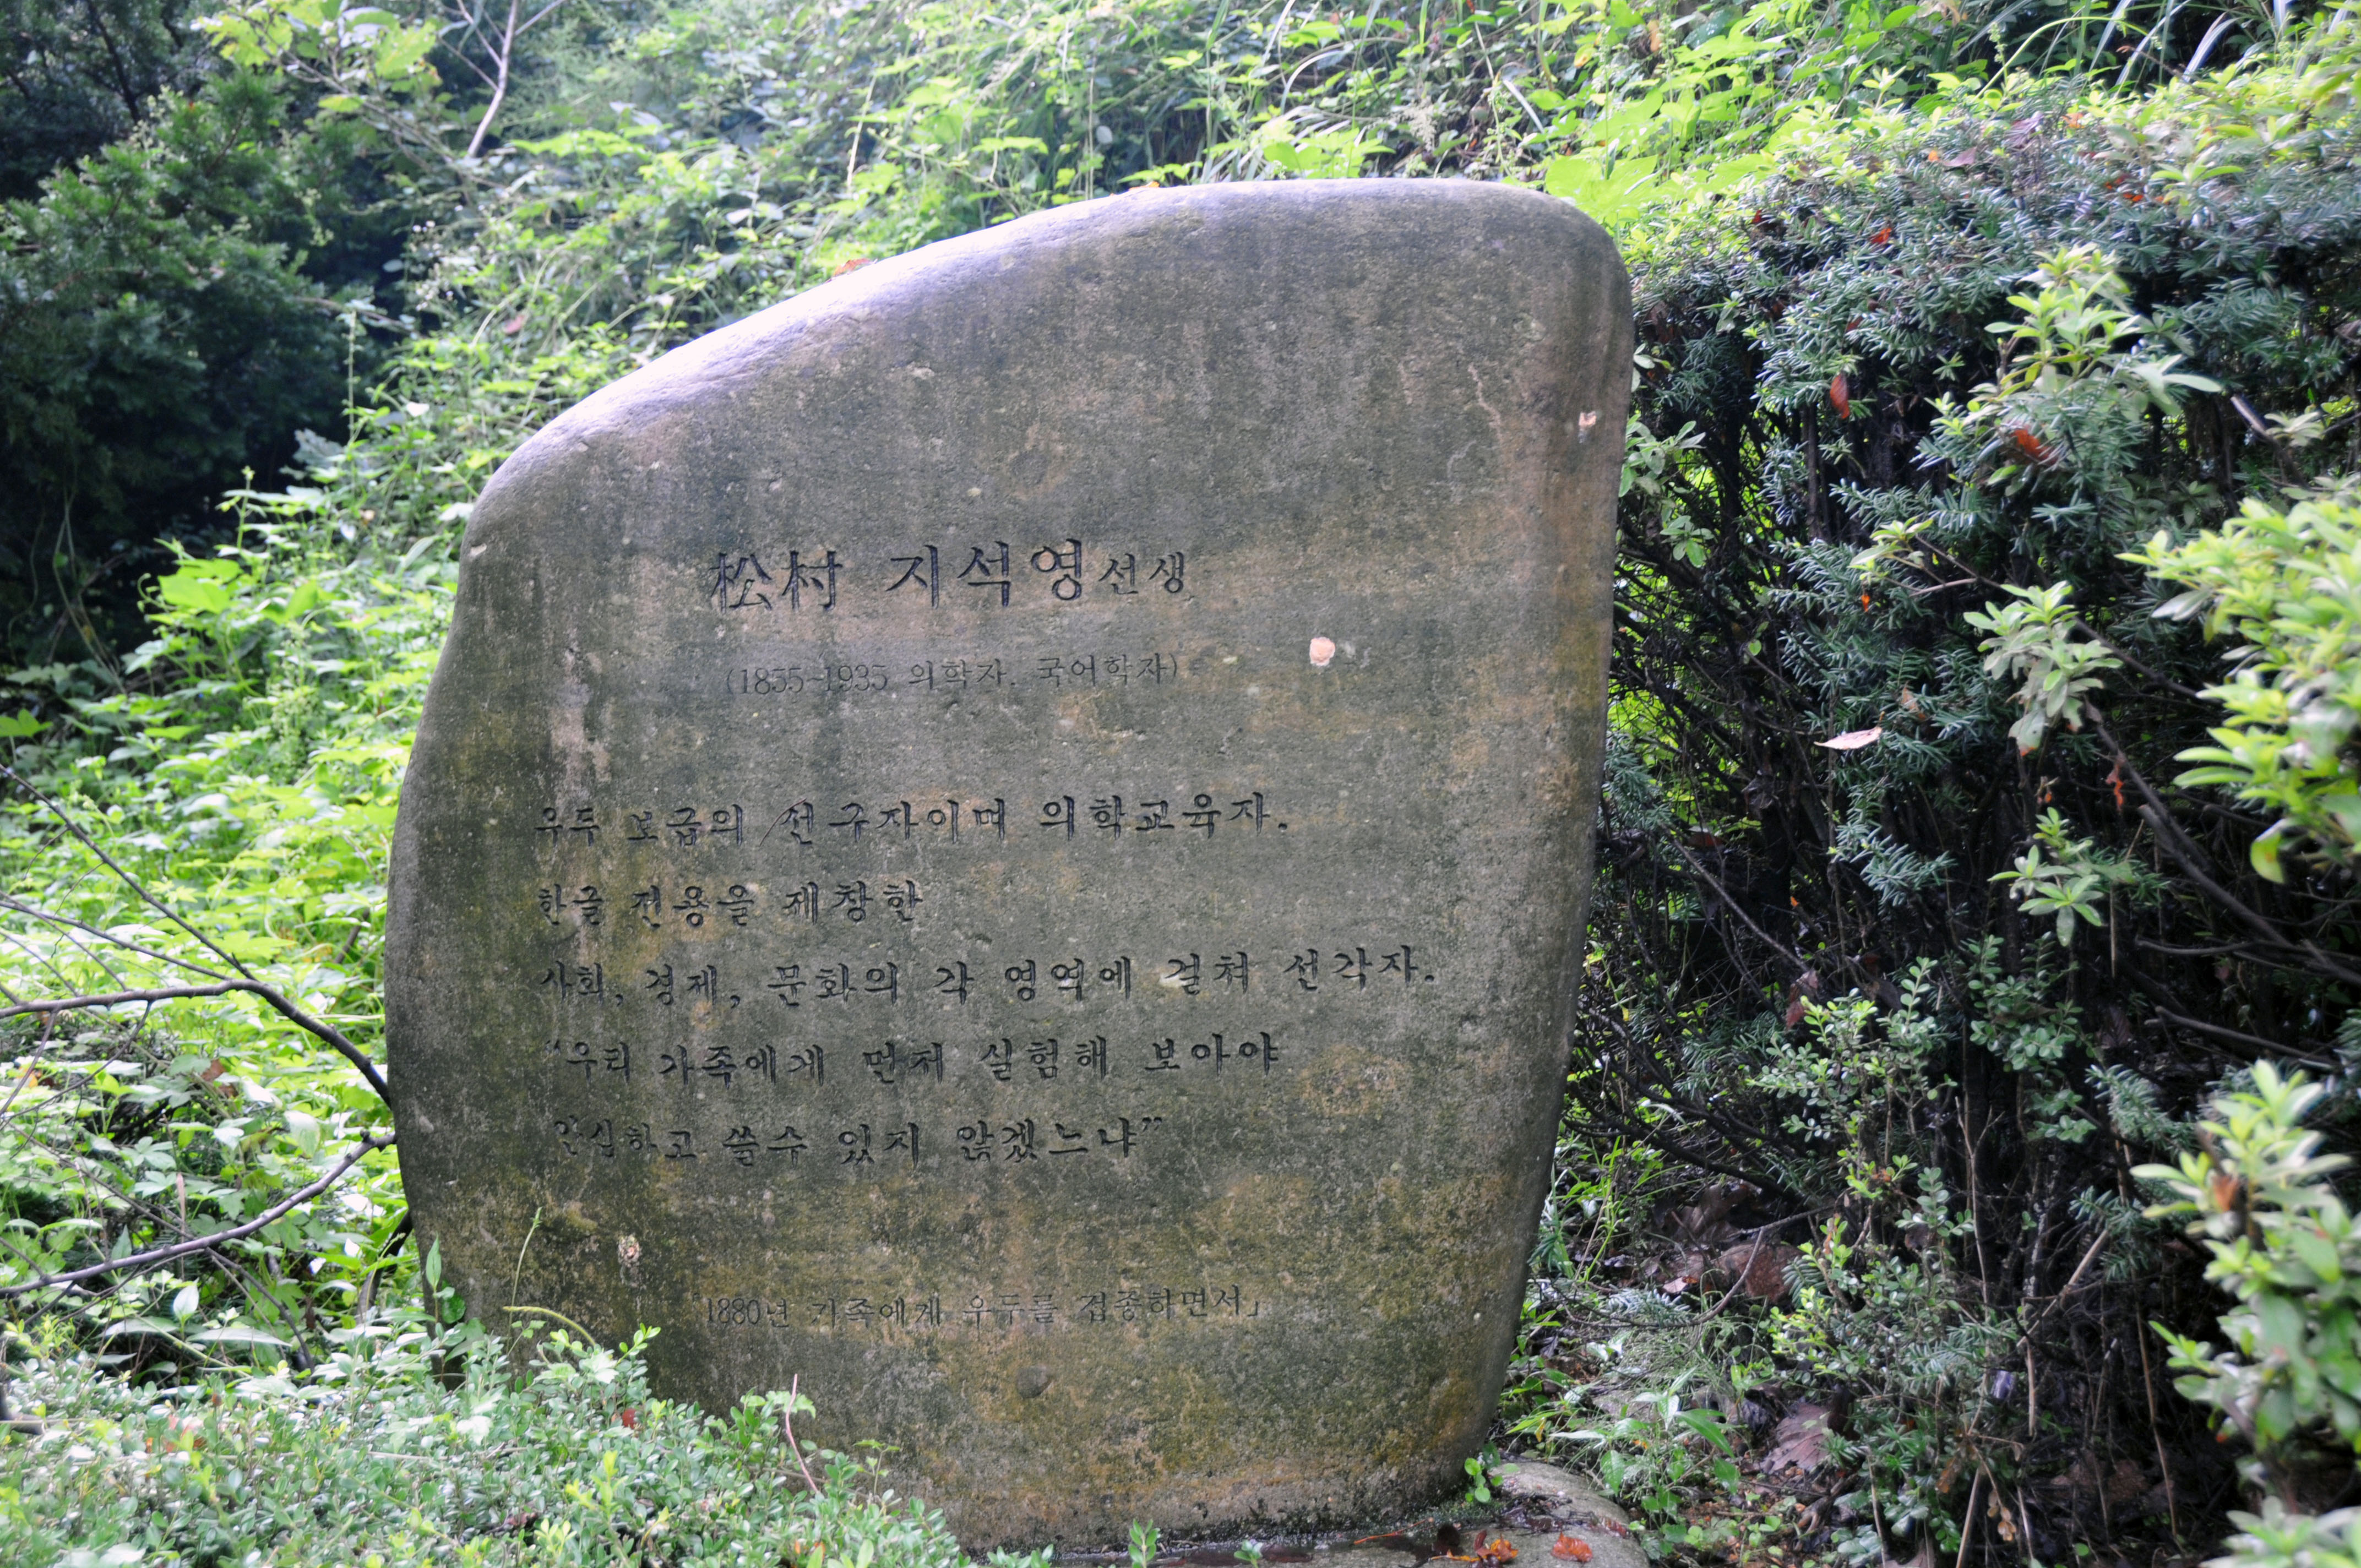 松村 지석영선생
(1855-1935 의학자. 국어학자)
우두 보급의 선구자이며 의학교육자.
한글 전용을 제창한
사회, 경제, 문화의 각 영역에 걸쳐 선각자.
“우리 가족에게 먼저 실험해 보아야
안심하고 쓸수 있지 않겠느냐”
1880년 가족에게 우두를 접종하면서」